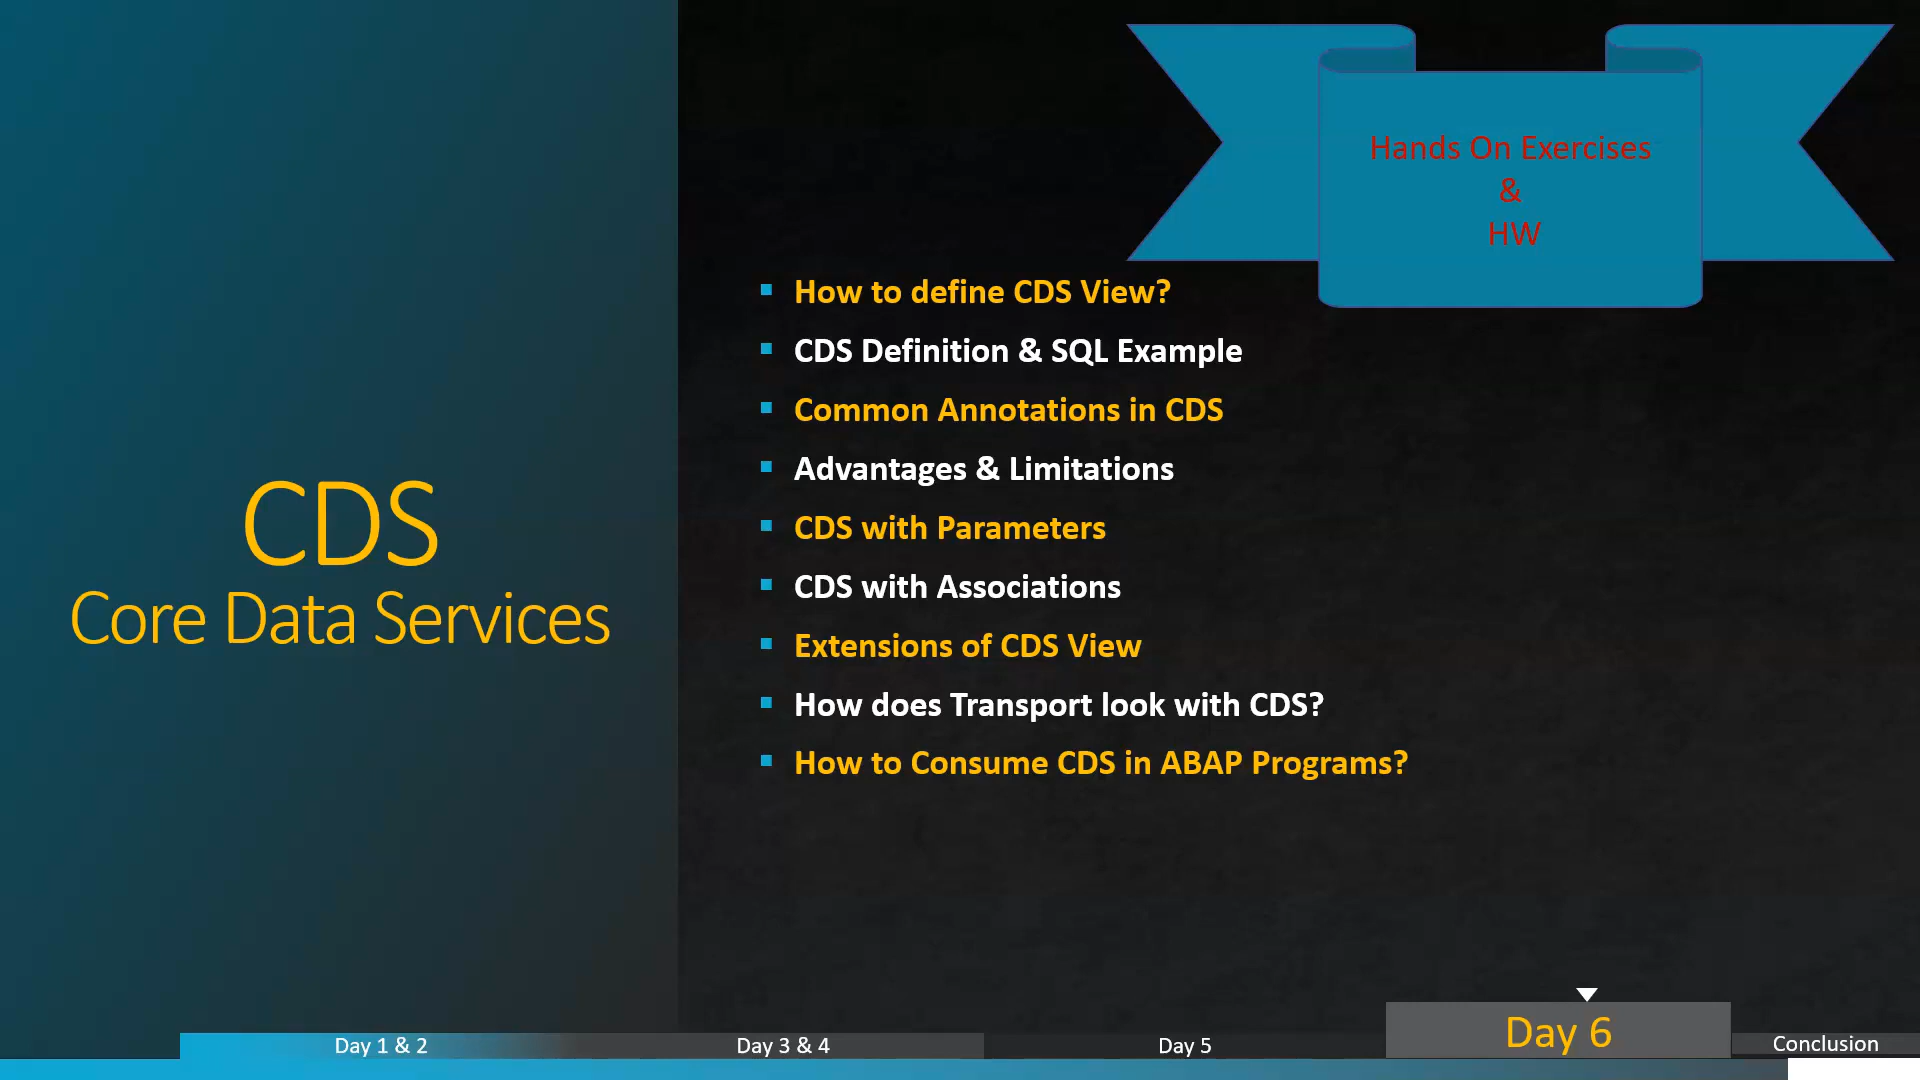 Hands On Exercises
&
HW
CDS
Core Data Services
How to define CDS View?
CDS Definition & SQL Example
Common Annotations in CDS
Advantages & Limitations
CDS with Parameters
CDS with Associations
Extensions of CDS View
How does Transport look with CDS?
How to Consume CDS in ABAP Programs?
Day 1 & 2
Day 3 & 4
Day 5
Day 6
Conclusion